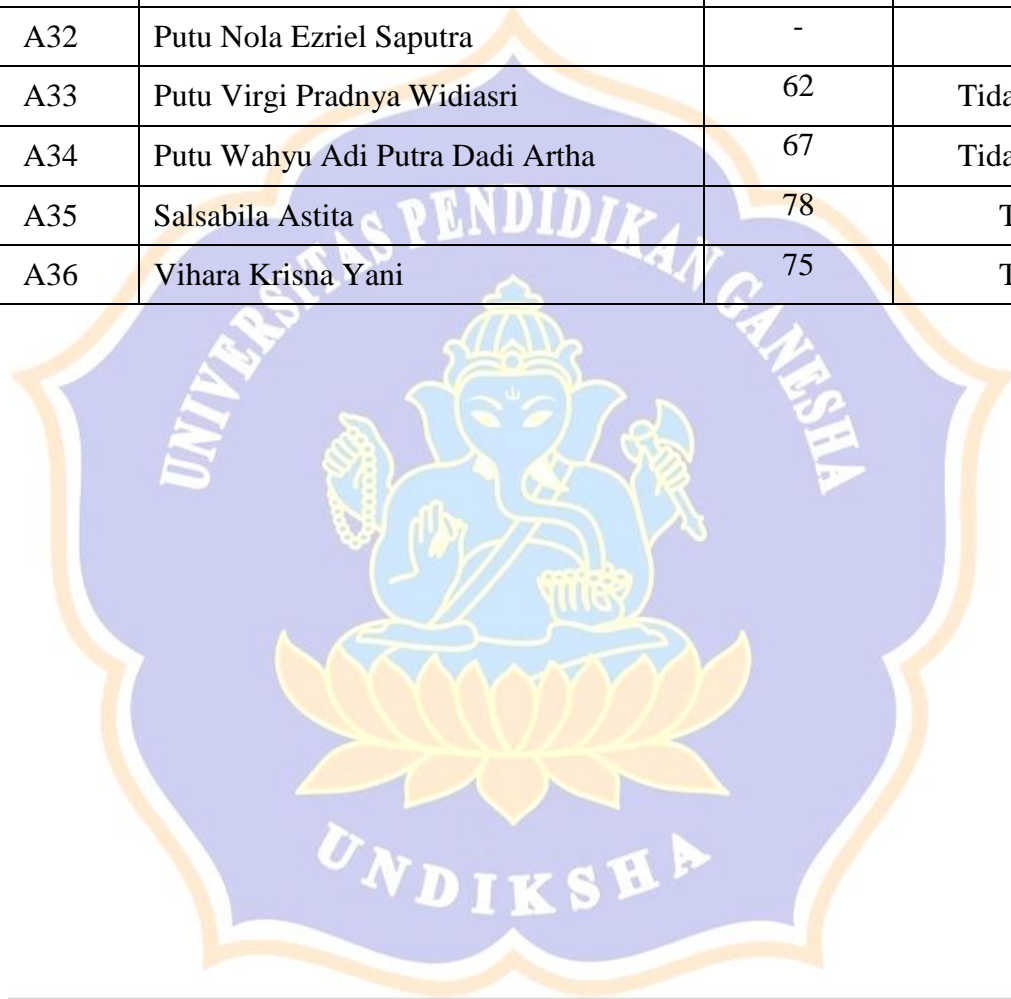 A32 Putu Nola Ezriel Saputra -
A33 Putu Virgi Pradnya Widiasri 62
A34 Putu Wahyu Adi Putra Dadi Artha 67
A35 Salsabila Astita 78
A36 Vihara Krisna Yani 75
UNIVERSITAS PENDIDIKAN GANESHA
UNDIKSHA